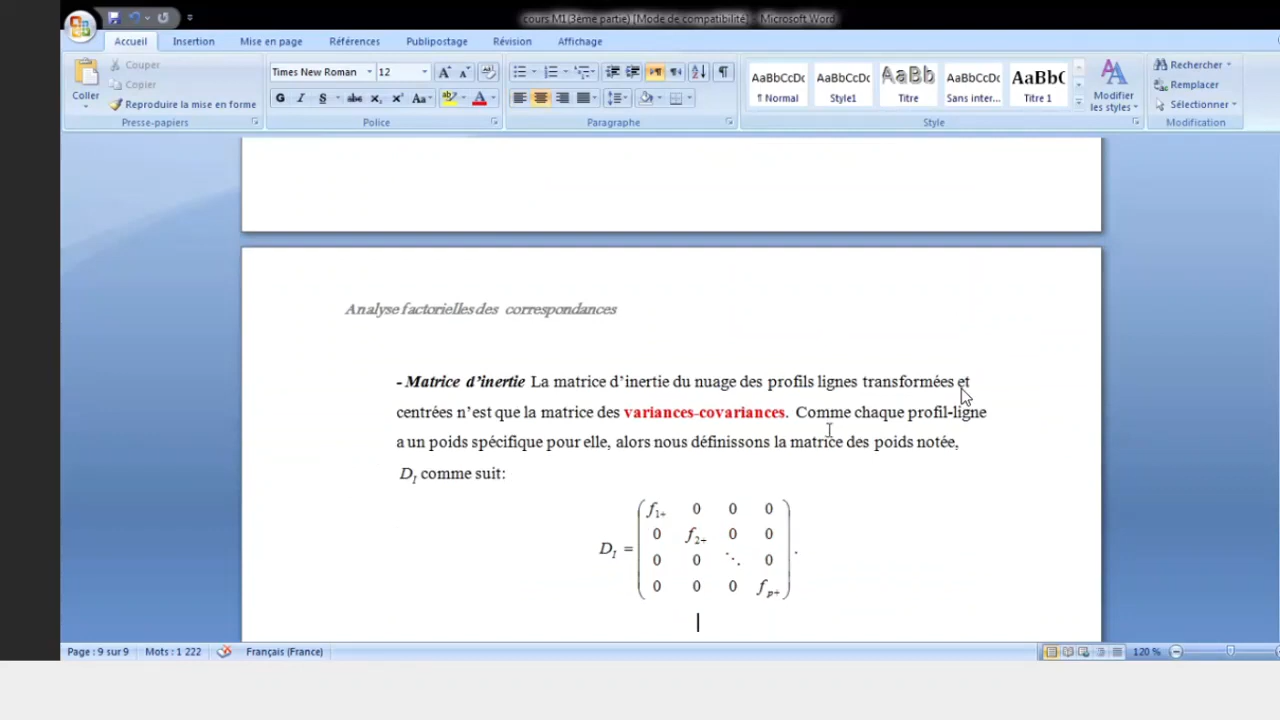 cours M1(3ème partie) [Mode de compatibilité] - Microsoft Word
Accueil Insertion Mise en page Références Publipostage Révision Affichage
Coller
Couper
Copier
Reproduire la mise en forme
Presse-papiers
Times New Roman 12
G I S abc X₂ X² Aa
Police
Paragraphe
AaBbCcDc AaBbCcDc AaBb AaBbCcDc AaBbC
¶ Normal Style1 Titre Sans inter... Titre 1
Modifier
les styles
Style
Rechercher
Remplacer
Sélectionner
Modification
Analyse factorielles des correspondances
- Matrice d’inertie La matrice d’inertie du nuage des profils lignes transformées et
centrées n’est que la matrice des variances-covariances. Comme chaque profil-ligne
a un poids spécifique pour elle, alors nous définissons la matrice des poids notée,
D_I comme suit:
f₁₊ 0 0 0
0 f₂₊ 0 0
D_I =
0 0 ⋱ 0
0 0 0 f_p+
.
Page : 9 sur 9 Mots : 1 222 Français (France) 120 %